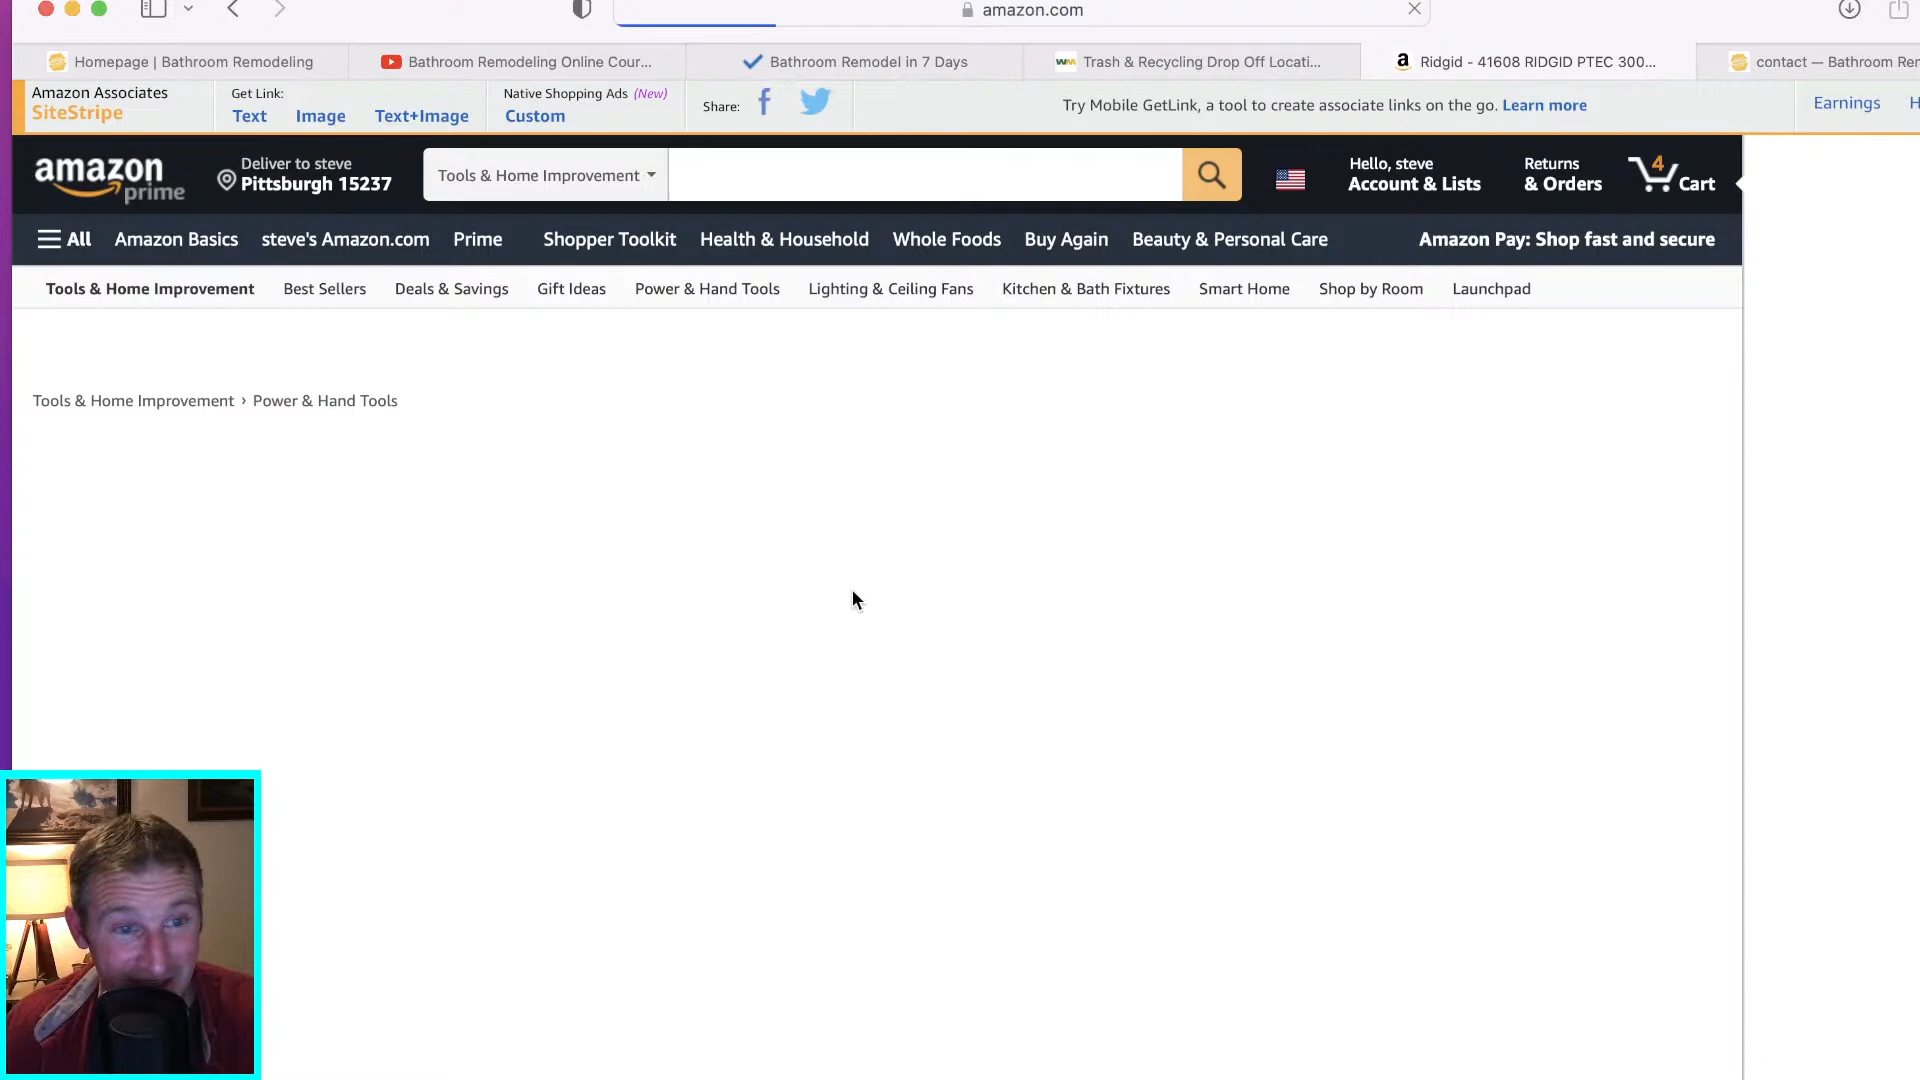 amazon.com
Homepage | Bathroom Remodeling
Bathroom Remodeling Online Cour...
Bathroom Remodel in 7 Days
Trash & Recycling Drop Off Locati...
Ridgid - 41608 RIDGID PTEC 300...
contact — Bathroom Ren
Amazon Associates
SiteStripe
Get Link:
Text Image Text+Image
Native Shopping Ads (New)
Custom
Share:
Try Mobile GetLink, a tool to create associate links on the go. Learn more
Earnings
amazon prime
Deliver to steve
Pittsburgh 15237
Tools & Home Improvement
Hello, steve
Account & Lists
Returns
& Orders
4
Cart
All Amazon Basics steve's Amazon.com Prime Shopper Toolkit Health & Household Whole Foods Buy Again Beauty & Personal Care Amazon Pay: Shop fast and secure
Tools & Home Improvement Best Sellers Deals & Savings Gift Ideas Power & Hand Tools Lighting & Ceiling Fans Kitchen & Bath Fixtures Smart Home Shop by Room Launchpad
Tools & Home Improvement › Power & Hand Tools